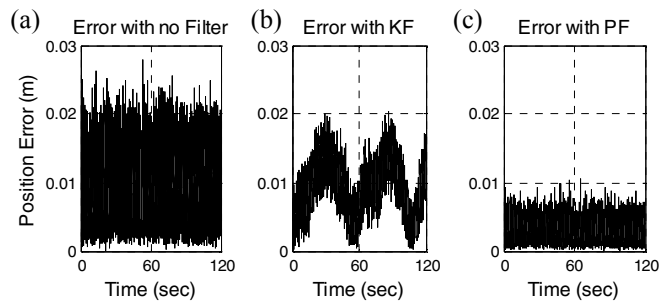 (a) Error with no Filter
(b) Error with KF
(c) Error with PF
Position Error (m)
0.03
0.02
0.01
0
0 60 120
Time (sec)
0.03
0.02
0.01
0
0 60 120
Time (sec)
0.03
0.02
0.01
0
0 60 120
Time (sec)